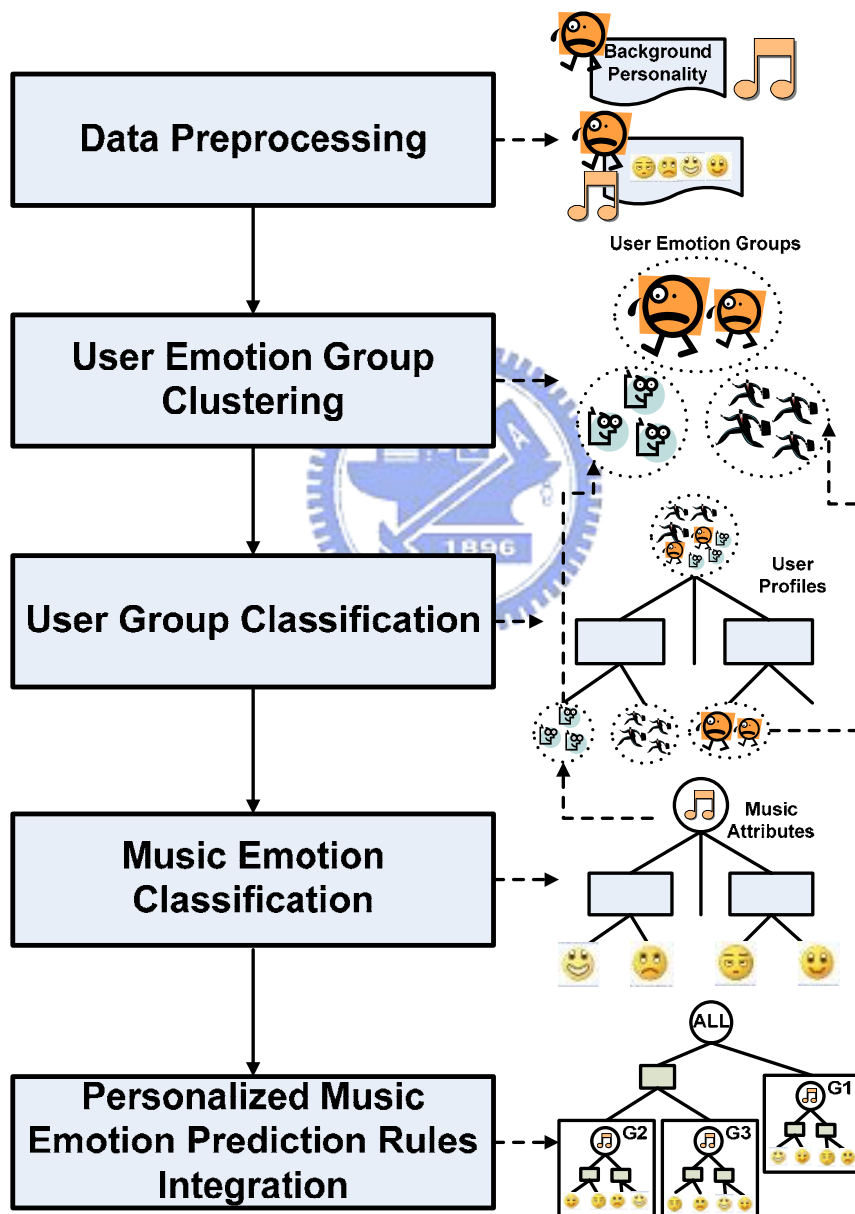 Background
Personality
Data Preprocessing
User Emotion Groups
User Emotion Group
Clustering
A
1896
User
Profiles
User Group Classification
Music
Attributes
Music Emotion
Classification
ALL
G1
Personalized Music
Emotion Prediction Rules
Integration
G2
G3